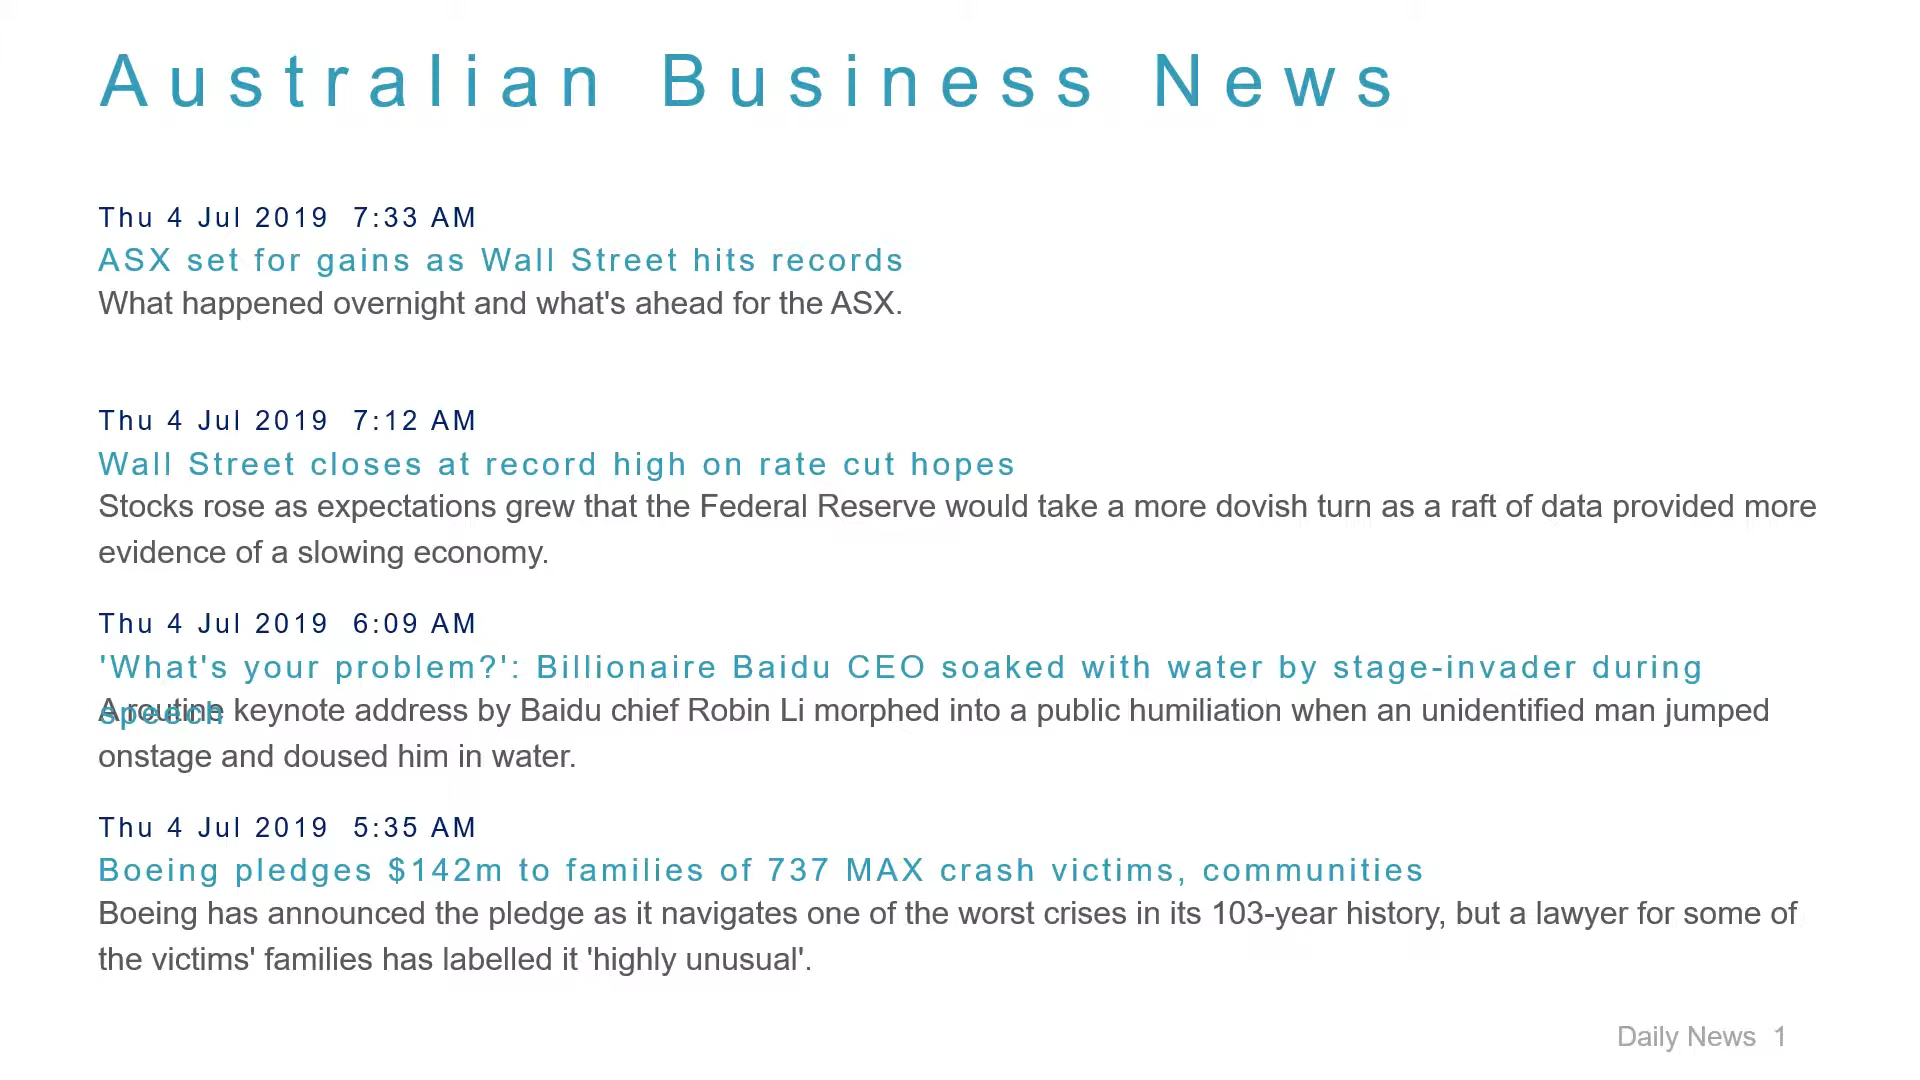 Australian Business News
Thu 4 Jul 2019 7:33 AM
ASX set for gains as Wall Street hits records
What happened overnight and what's ahead for the ASX.
Thu 4 Jul 2019 7:12 AM
Wall Street closes at record high on rate cut hopes
Stocks rose as expectations grew that the Federal Reserve would take a more dovish turn as a raft of data provided more
evidence of a slowing economy.
Thu 4 Jul 2019 6:09 AM
'What's your problem?': Billionaire Baidu CEO soaked with water by stage-invader during
speech
A routine keynote address by Baidu chief Robin Li morphed into a public humiliation when an unidentified man jumped
onstage and doused him in water.
Thu 4 Jul 2019 5:35 AM
Boeing pledges $142m to families of 737 MAX crash victims, communities
Boeing has announced the pledge as it navigates one of the worst crises in its 103-year history, but a lawyer for some of
the victims' families has labelled it 'highly unusual'.
Daily News 1